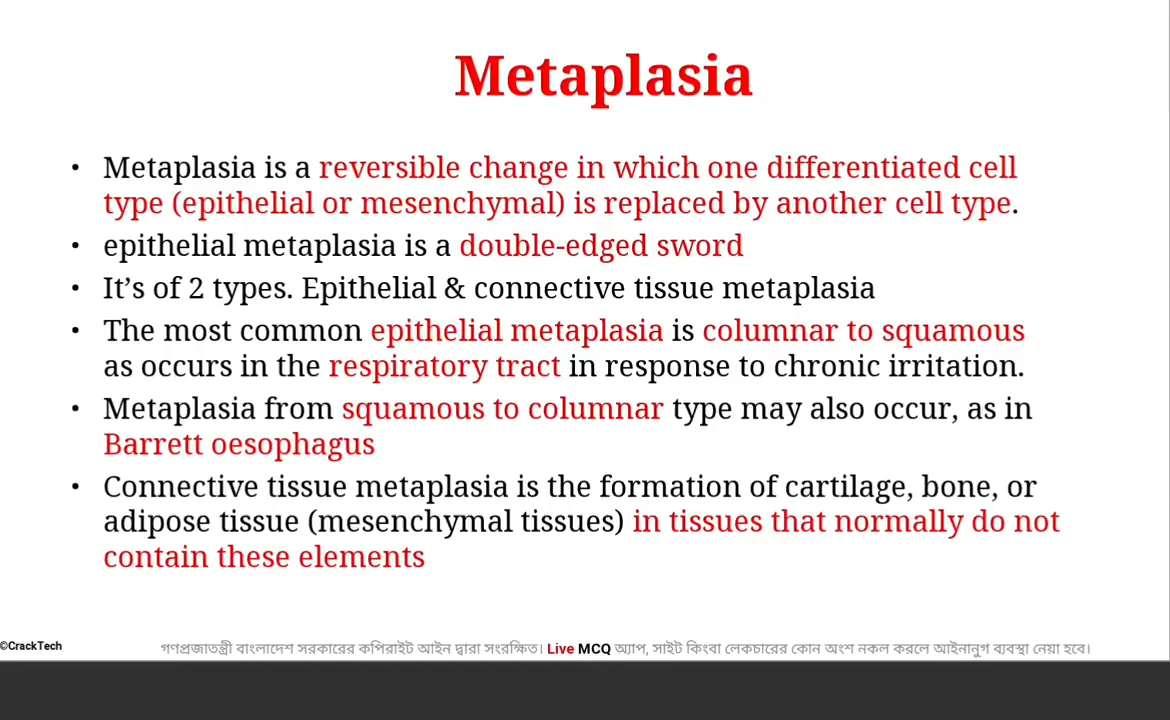 Metaplasia
• Metaplasia is a reversible change in which one differentiated cell
type (epithelial or mesenchymal) is replaced by another cell type.
• epithelial metaplasia is a double-edged sword
• It’s of 2 types. Epithelial & connective tissue metaplasia
• The most common epithelial metaplasia is columnar to squamous
as occurs in the respiratory tract in response to chronic irritation.
• Metaplasia from squamous to columnar type may also occur, as in
Barrett oesophagus
• Connective tissue metaplasia is the formation of cartilage, bone, or
adipose tissue (mesenchymal tissues) in tissues that normally do not
contain these elements
©CrackTech
গণপ্রজাতন্ত্রী বাংলাদেশ সরকারের কপিরাইট আইন দ্বারা সংরক্ষিত। Live MCQ অ্যাপ, সাইট কিংবা লেকচারের কোন অংশ নকল করলে আইনানুগ ব্যবস্থা নেয়া হবে।